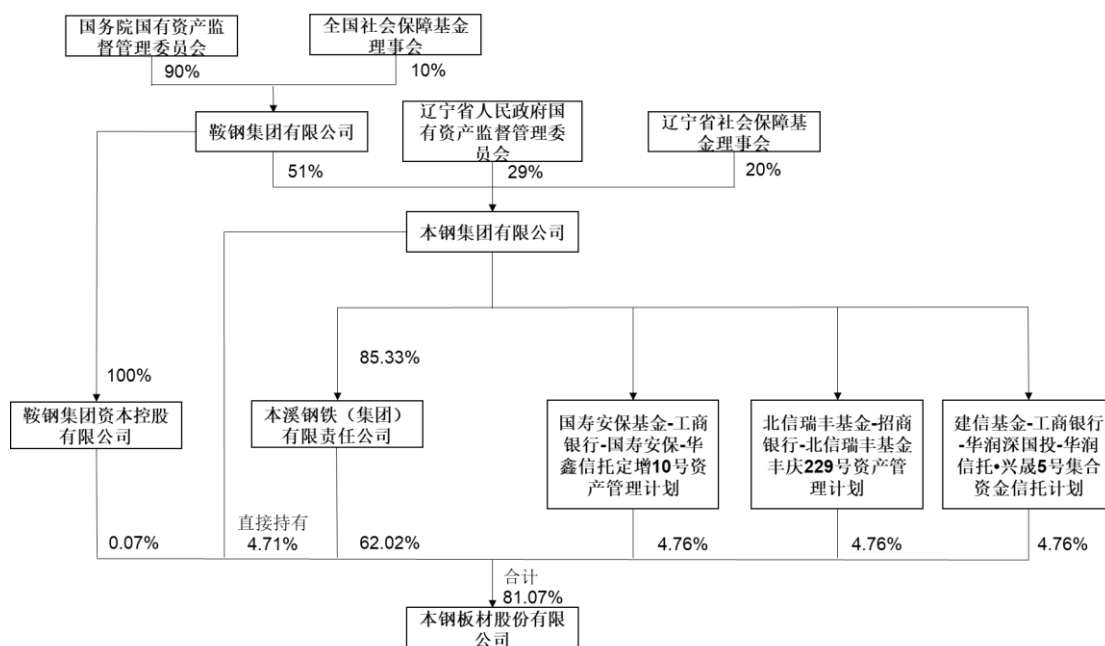 国务院国有资产监
督管理委员会
全国社会保障基金
理事会
90%
10%
鞍钢集团有限公司
辽宁省人民政府国
有资产监督管理委
员会
辽宁省社会保障基
金理事会
51%
29%
20%
本钢集团有限公司
100%
85.33%
鞍钢集团资本控股
有限公司
本溪钢铁（集团）
有限责任公司
国寿安保基金-工商
银行-国寿安保-华
鑫信托定增10号资
产管理计划
北信瑞丰基金-招商
银行-北信瑞丰基金
丰庆229号资产管
理计划
建信基金-工商银行
-华润深国投-华润
信托•兴晟5号集合
资金信托计划
直接持有
0.07%
4.71%
62.02%
4.76%
4.76%
4.76%
合计
81.07%
本钢板材股份有限
公司